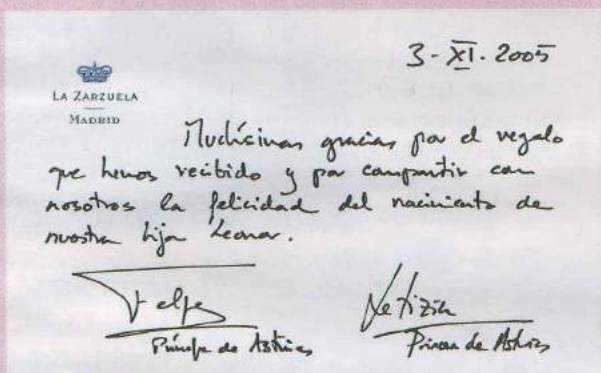 3-XI-2005
LA ZARZUELA
MADRID
Muchísimas gracias por el regalo
que hemos recibido y por compartir con
nosotros la felicidad del nacimiento de
nuestra hija Leonor.
Felipe
Letizia
Príncipe de Asturias
Princesa de Asturias